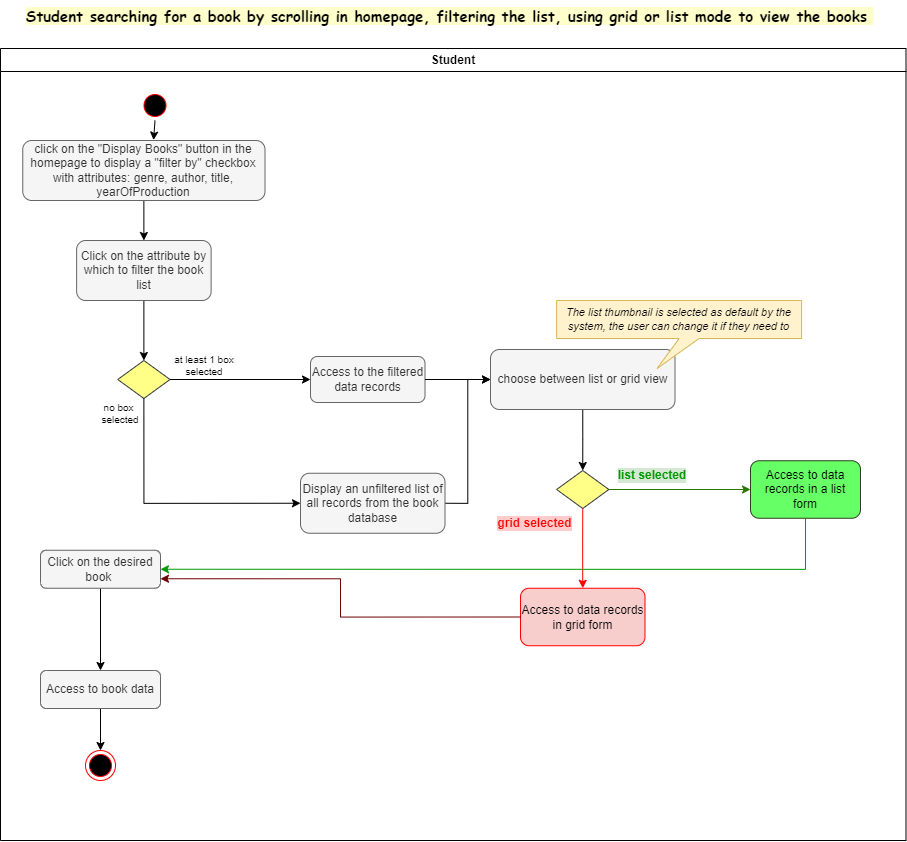 Student searching for a book by scrolling in homepage, filtering the list, using grid or list mode to view the books
Student
click on the "Display Books" button in the
homepage to display a "filter by" checkbox
with attributes: genre, author, title,
yearOfProduction
Click on the attribute by
which to filter the book
list
The list thumbnail is selected as default by the
system, the user can change it if they need to
at least 1 box
selected
Access to the filtered
data records
choose between list or grid view
no box
selected
list selected
Access to data
records in a list
form
Display an unfiltered list of
all records from the book
database
grid selected
Click on the desired
book
Access to data records
in grid form
Access to book data